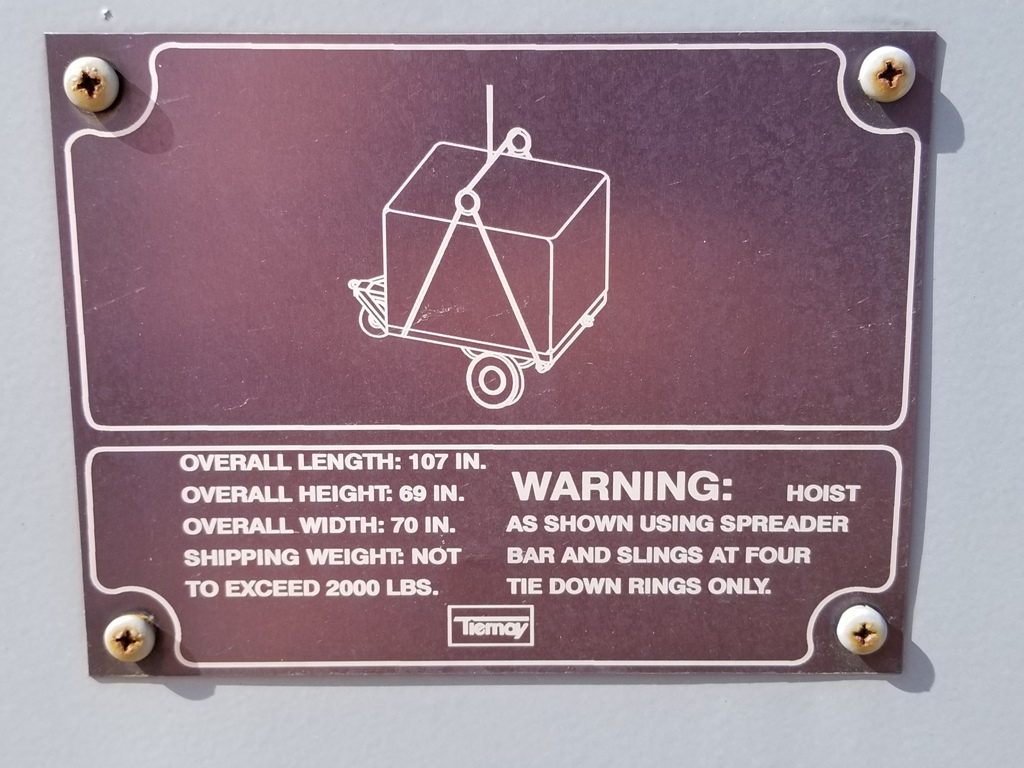 OVERALL LENGTH: 107 IN.
OVERALL HEIGHT: 69 IN.
OVERALL WIDTH: 70 IN.
SHIPPING WEIGHT: NOT
TO EXCEED 2000 LBS.
WARNING: HOIST
AS SHOWN USING SPREADER
BAR AND SLINGS AT FOUR
TIE DOWN RINGS ONLY.
Tiernay